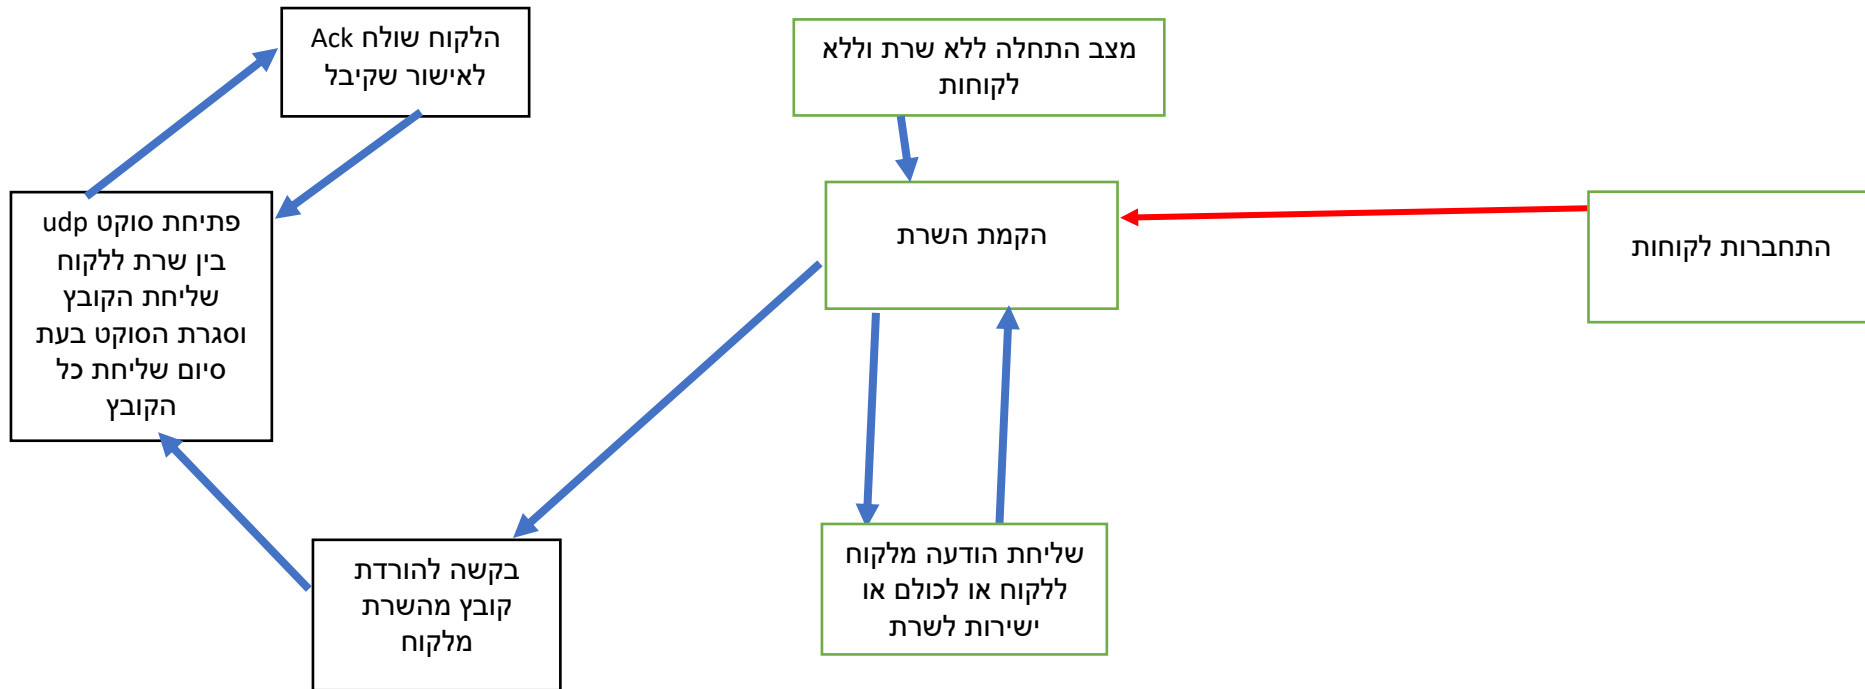 מצב התחלה ללא שרת וללא
לקוחות
הקמת השרת
התחברות לקוחות
שליחת הודעה מלקוח
ללקוח או לכולם או
ישירות לשרת
בקשה להורדת
קובץ מהשרת
מלקוח
פתיחת סוקט udp
בין שרת ללקוח
שליחת הקובץ
וסגרת הסוקט בעת
סיום שליחת כל
הקובץ
הלקוח שולח Ack
לאישור שקיבל